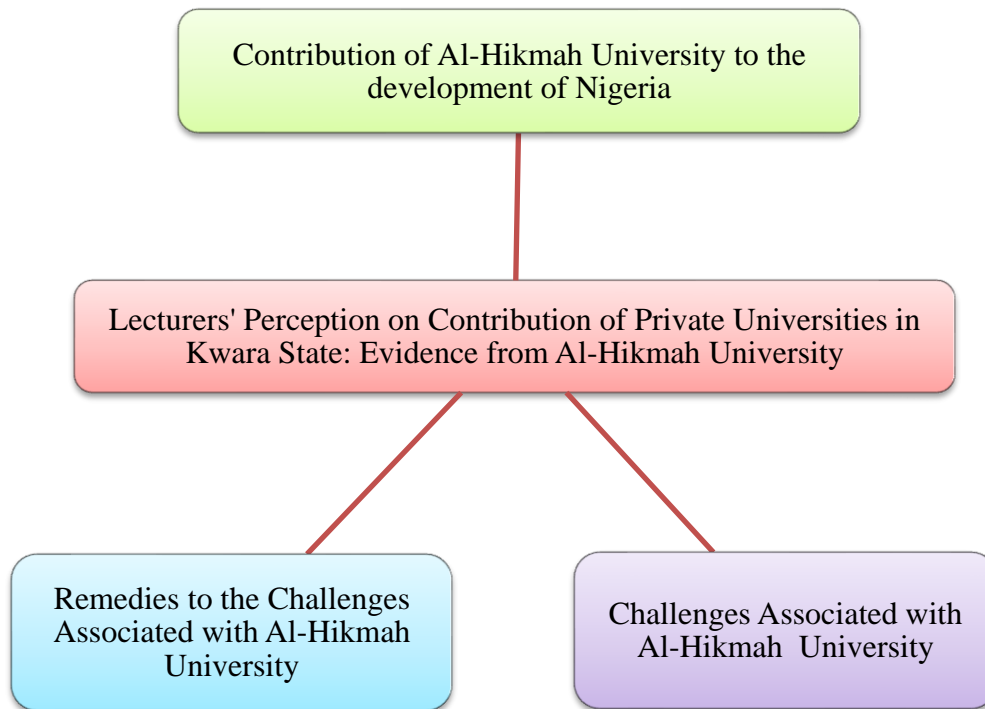 Contribution of Al-Hikmah University to the
development of Nigeria
Lecturers' Perception on Contribution of Private Universities in
Kwara State: Evidence from Al-Hikmah University
Remedies to the Challenges
Associated with Al-Hikmah
University
Challenges Associated with
Al-Hikmah  University